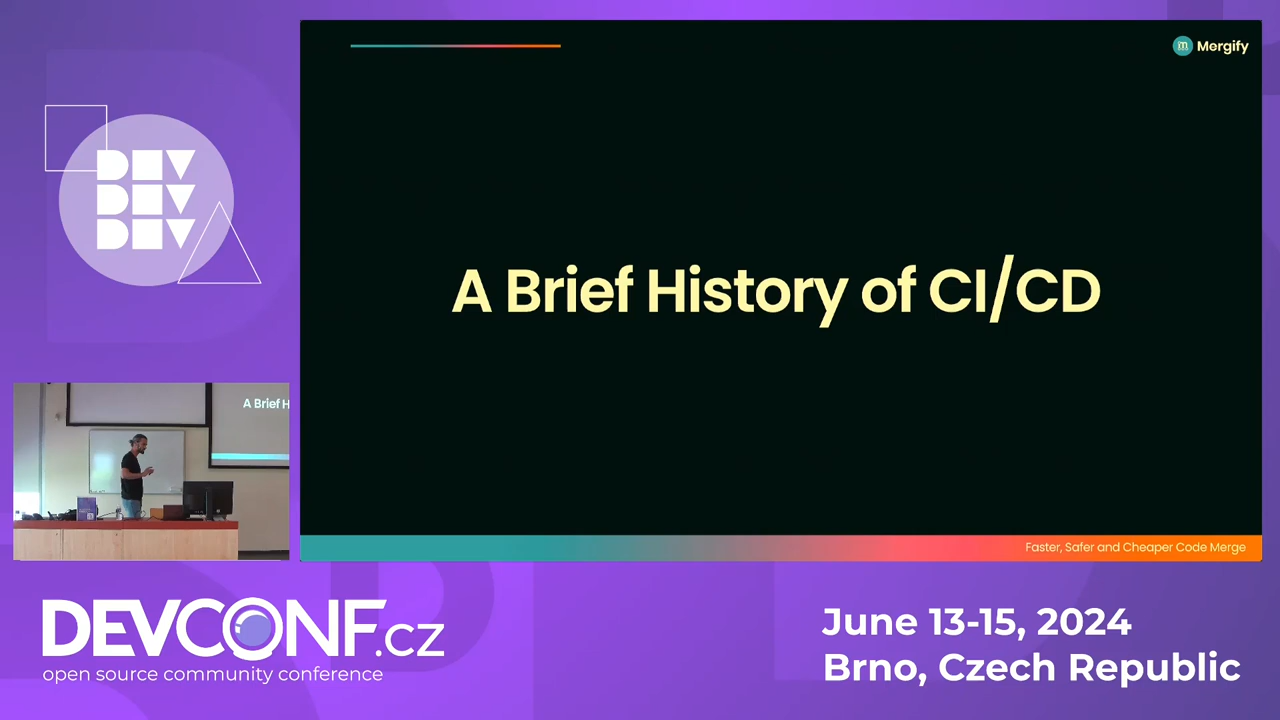 Mergify
DEV
DEV
DEV
A Brief History of CI/CD
A Brief H
Faster, Safer and Cheaper Code Merge
DEVCONF.cz
open source community conference
June 13-15, 2024
Brno, Czech Republic